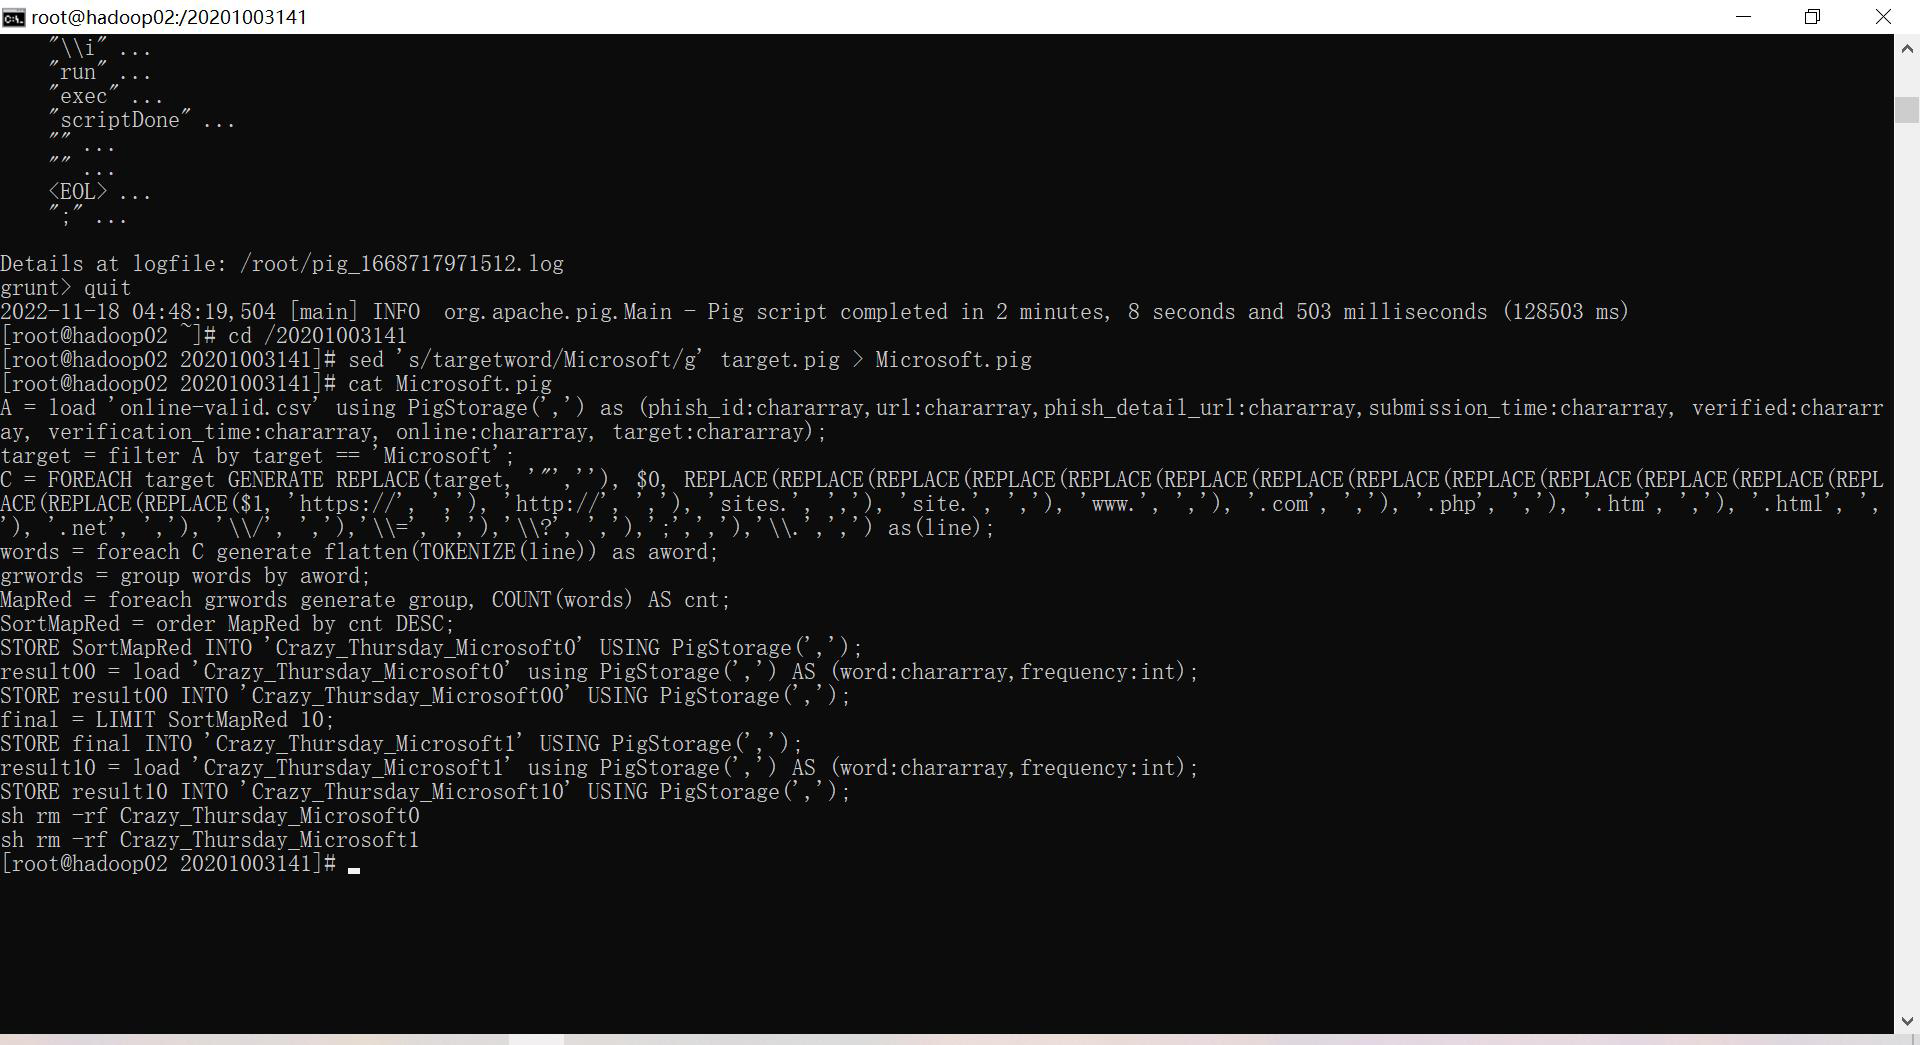 root@hadoop02:/20201003141
"\\i" ...
"run" ...
"exec" ...
"scriptDone" ...
"" ...
"" ...
<EOL> ...
";" ...
Details at logfile: /root/pig_1668717971512.log
grunt> quit
2022-11-18 04:48:19,504 [main] INFO  org.apache.pig.Main - Pig script completed in 2 minutes, 8 seconds and 503 milliseconds (128503 ms)
[root@hadoop02 ~]# cd /20201003141
[root@hadoop02 20201003141]# sed 's/targetword/Microsoft/g' target.pig > Microsoft.pig
[root@hadoop02 20201003141]# cat Microsoft.pig
A = load 'online-valid.csv' using PigStorage(',') as (phish_id:chararray,url:chararray,phish_detail_url:chararray,submission_time:chararray, verified:chararr
ay, verification_time:chararray, online:chararray, target:chararray);
target = filter A by target == 'Microsoft';
C = FOREACH target GENERATE REPLACE(target, '"',''), $0, REPLACE(REPLACE(REPLACE(REPLACE(REPLACE(REPLACE(REPLACE(REPLACE(REPLACE(REPLACE(REPLACE(REPLACE(REPL
ACE(REPLACE(REPLACE($1, 'https://', ','), 'http://', ','), 'sites.', ','), 'site.', ','), 'www.', ','), '.com', ','), '.php', ','), '.htm', ','), '.html', ',
'), '.net', ','), '\\/', ','),'\\=', ','),'\\?', ','),';',','),'\\.',',') as(line);
words = foreach C generate flatten(TOKENIZE(line)) as aword;
grwords = group words by aword;
MapRed = foreach grwords generate group, COUNT(words) AS cnt;
SortMapRed = order MapRed by cnt DESC;
STORE SortMapRed INTO 'Crazy_Thursday_Microsoft0' USING PigStorage(',');
result00 = load 'Crazy_Thursday_Microsoft0' using PigStorage(',') AS (word:chararray,frequency:int);
STORE result00 INTO 'Crazy_Thursday_Microsoft00' USING PigStorage(',');
final = LIMIT SortMapRed 10;
STORE final INTO 'Crazy_Thursday_Microsoft1' USING PigStorage(',');
result10 = load 'Crazy_Thursday_Microsoft1' using PigStorage(',') AS (word:chararray,frequency:int);
STORE result10 INTO 'Crazy_Thursday_Microsoft10' USING PigStorage(',');
sh rm -rf Crazy_Thursday_Microsoft0
sh rm -rf Crazy_Thursday_Microsoft1
[root@hadoop02 20201003141]#